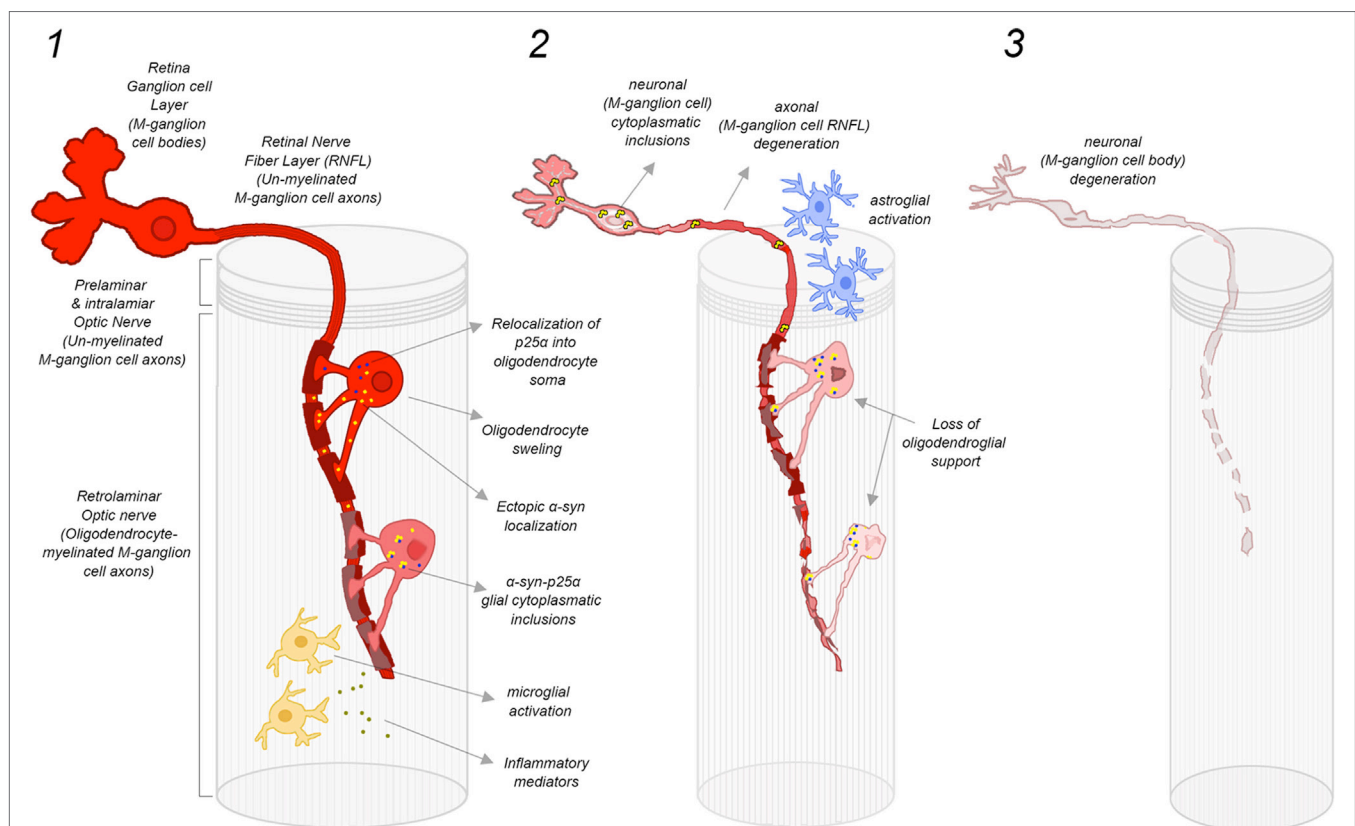 1
Retina
Ganglion cell
Layer
(M-ganglion
cell bodies)
Retinal Nerve
Fiber Layer (RNFL)
(Un-myelinated
M-ganglion cell axons)
Prelaminar
& intralamiar
Optic Nerve
(Un-myelinated
M-ganglion cell axons)
Retrolaminar
Optic nerve
(Oligodendrocyte-
myelinated M-ganglion
cell axons)
Relocalization of
p25α into
oligodendrocyte
soma
Oligodendrocyte
sweling
Ectopic α-syn
localization
α-syn-p25α
glial cytoplasmatic
inclusions
microglial
activation
Inflammatory
mediators
2
neuronal
(M-ganglion cell)
cytoplasmatic
inclusions
axonal
(M-ganglion cell RNFL)
degeneration
astroglial
activation
Loss of
oligodendroglial
support
3
neuronal
(M-ganglion cell body)
degeneration